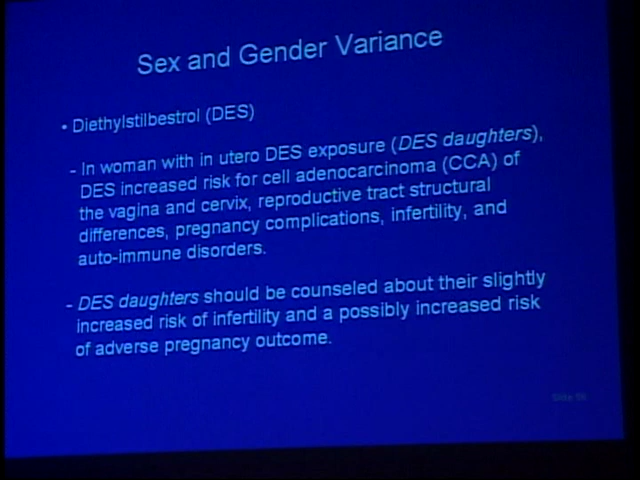 Sex and Gender Variance
• Diethylstilbestrol (DES)
- In woman with in utero DES exposure (DES daughters),
DES increased risk for cell adenocarcinoma (CCA) of
the vagina and cervix, reproductive tract structural
differences, pregnancy complications, infertility, and
auto-immune disorders.
- DES daughters should be counseled about their slightly
increased risk of infertility and a possibly increased risk
of adverse pregnancy outcome.
Slide